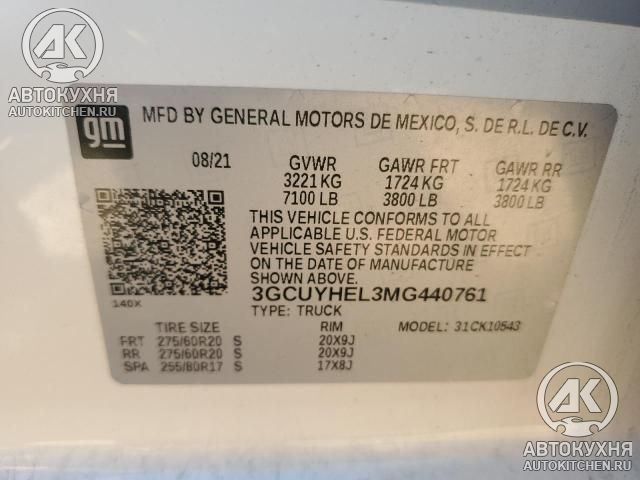 AK
АВТОКУХНЯ
AUTOKITCHEN.RU
gm
MFD BY GENERAL MOTORS DE MEXICO, S. DE R.L. DE C.V.
08/21 GVWR GAWR FRT GAWR RR
3221 KG 1724 KG 1724 KG
7100 LB 3800 LB 3800 LB
THIS VEHICLE CONFORMS TO ALL
APPLICABLE U.S. FEDERAL MOTOR
VEHICLE SAFETY STANDARDS IN EFFECT
ON THE DATE OF MANUFACTURE
SHOWN ABOVE.
140X 3GCUYHEL3MG440761
TYPE: TRUCK MODEL: 31CK10543
TIRE SIZE RIM
FRT 275/60R20 S 20X9J
RR 275/60R20 S 20X9J
SPA 255/80R17 S 17X8J
AK
АВТОКУХНЯ
AUTOKITCHEN.RU